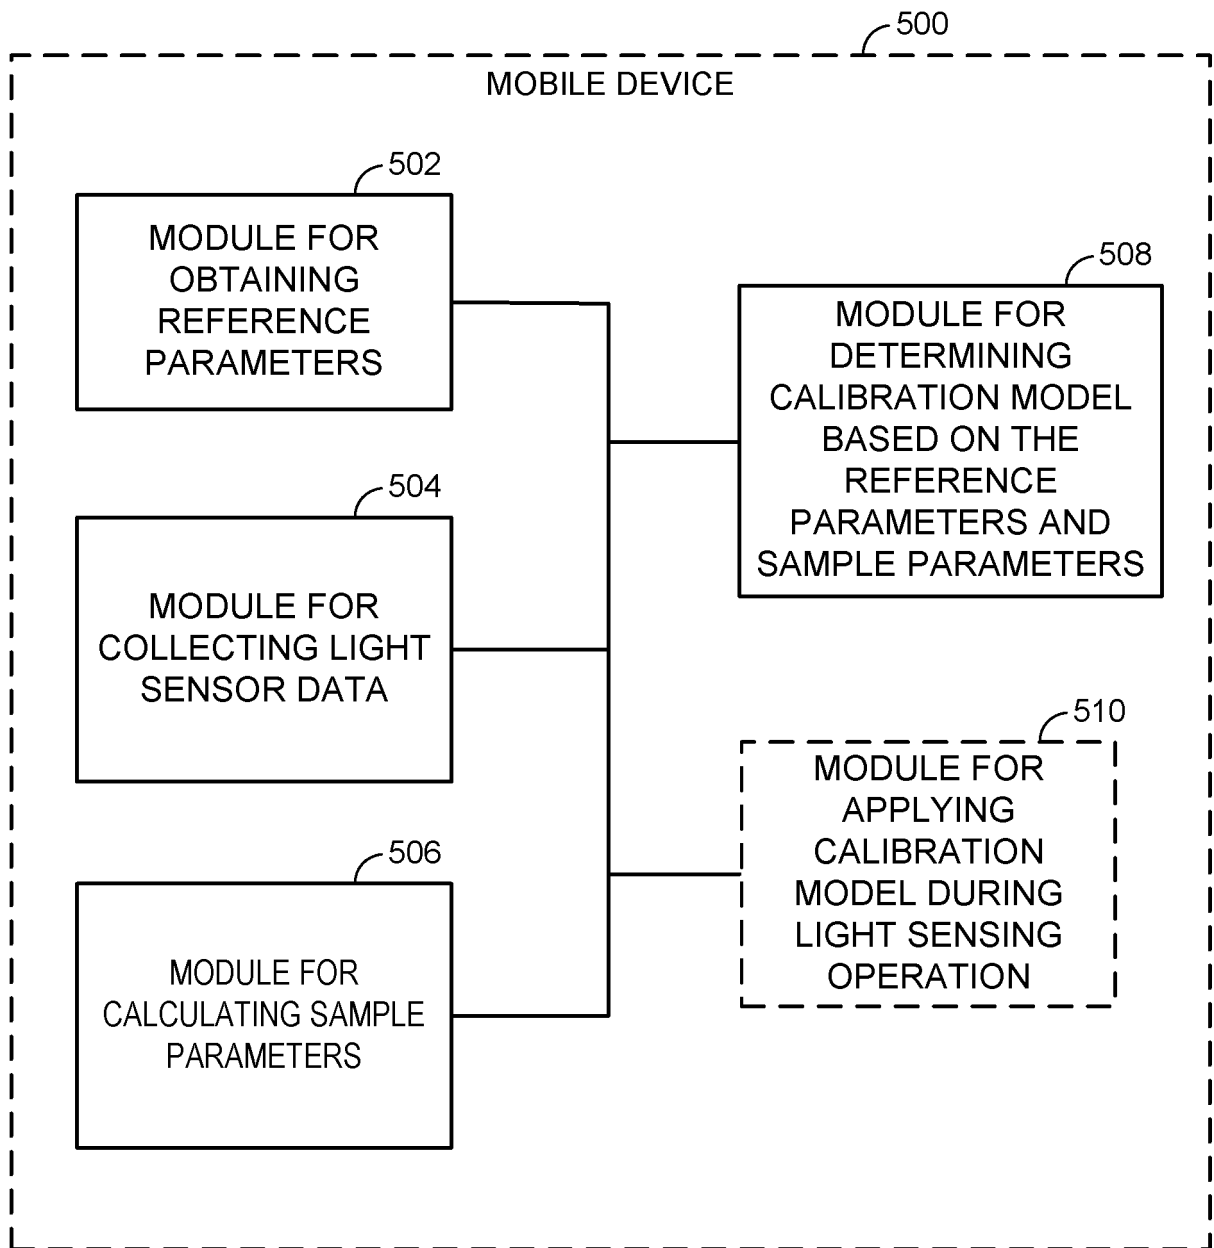 500
MOBILE DEVICE
502
MODULE FOR
OBTAINING
REFERENCE
PARAMETERS
504
MODULE FOR
COLLECTING LIGHT
SENSOR DATA
506
MODULE FOR
CALCULATING SAMPLE
PARAMETERS
508
MODULE FOR
DETERMINING
CALIBRATION MODEL
BASED ON THE
REFERENCE
PARAMETERS AND
SAMPLE PARAMETERS
510
MODULE FOR
APPLYING
CALIBRATION
MODEL DURING
LIGHT SENSING
OPERATION